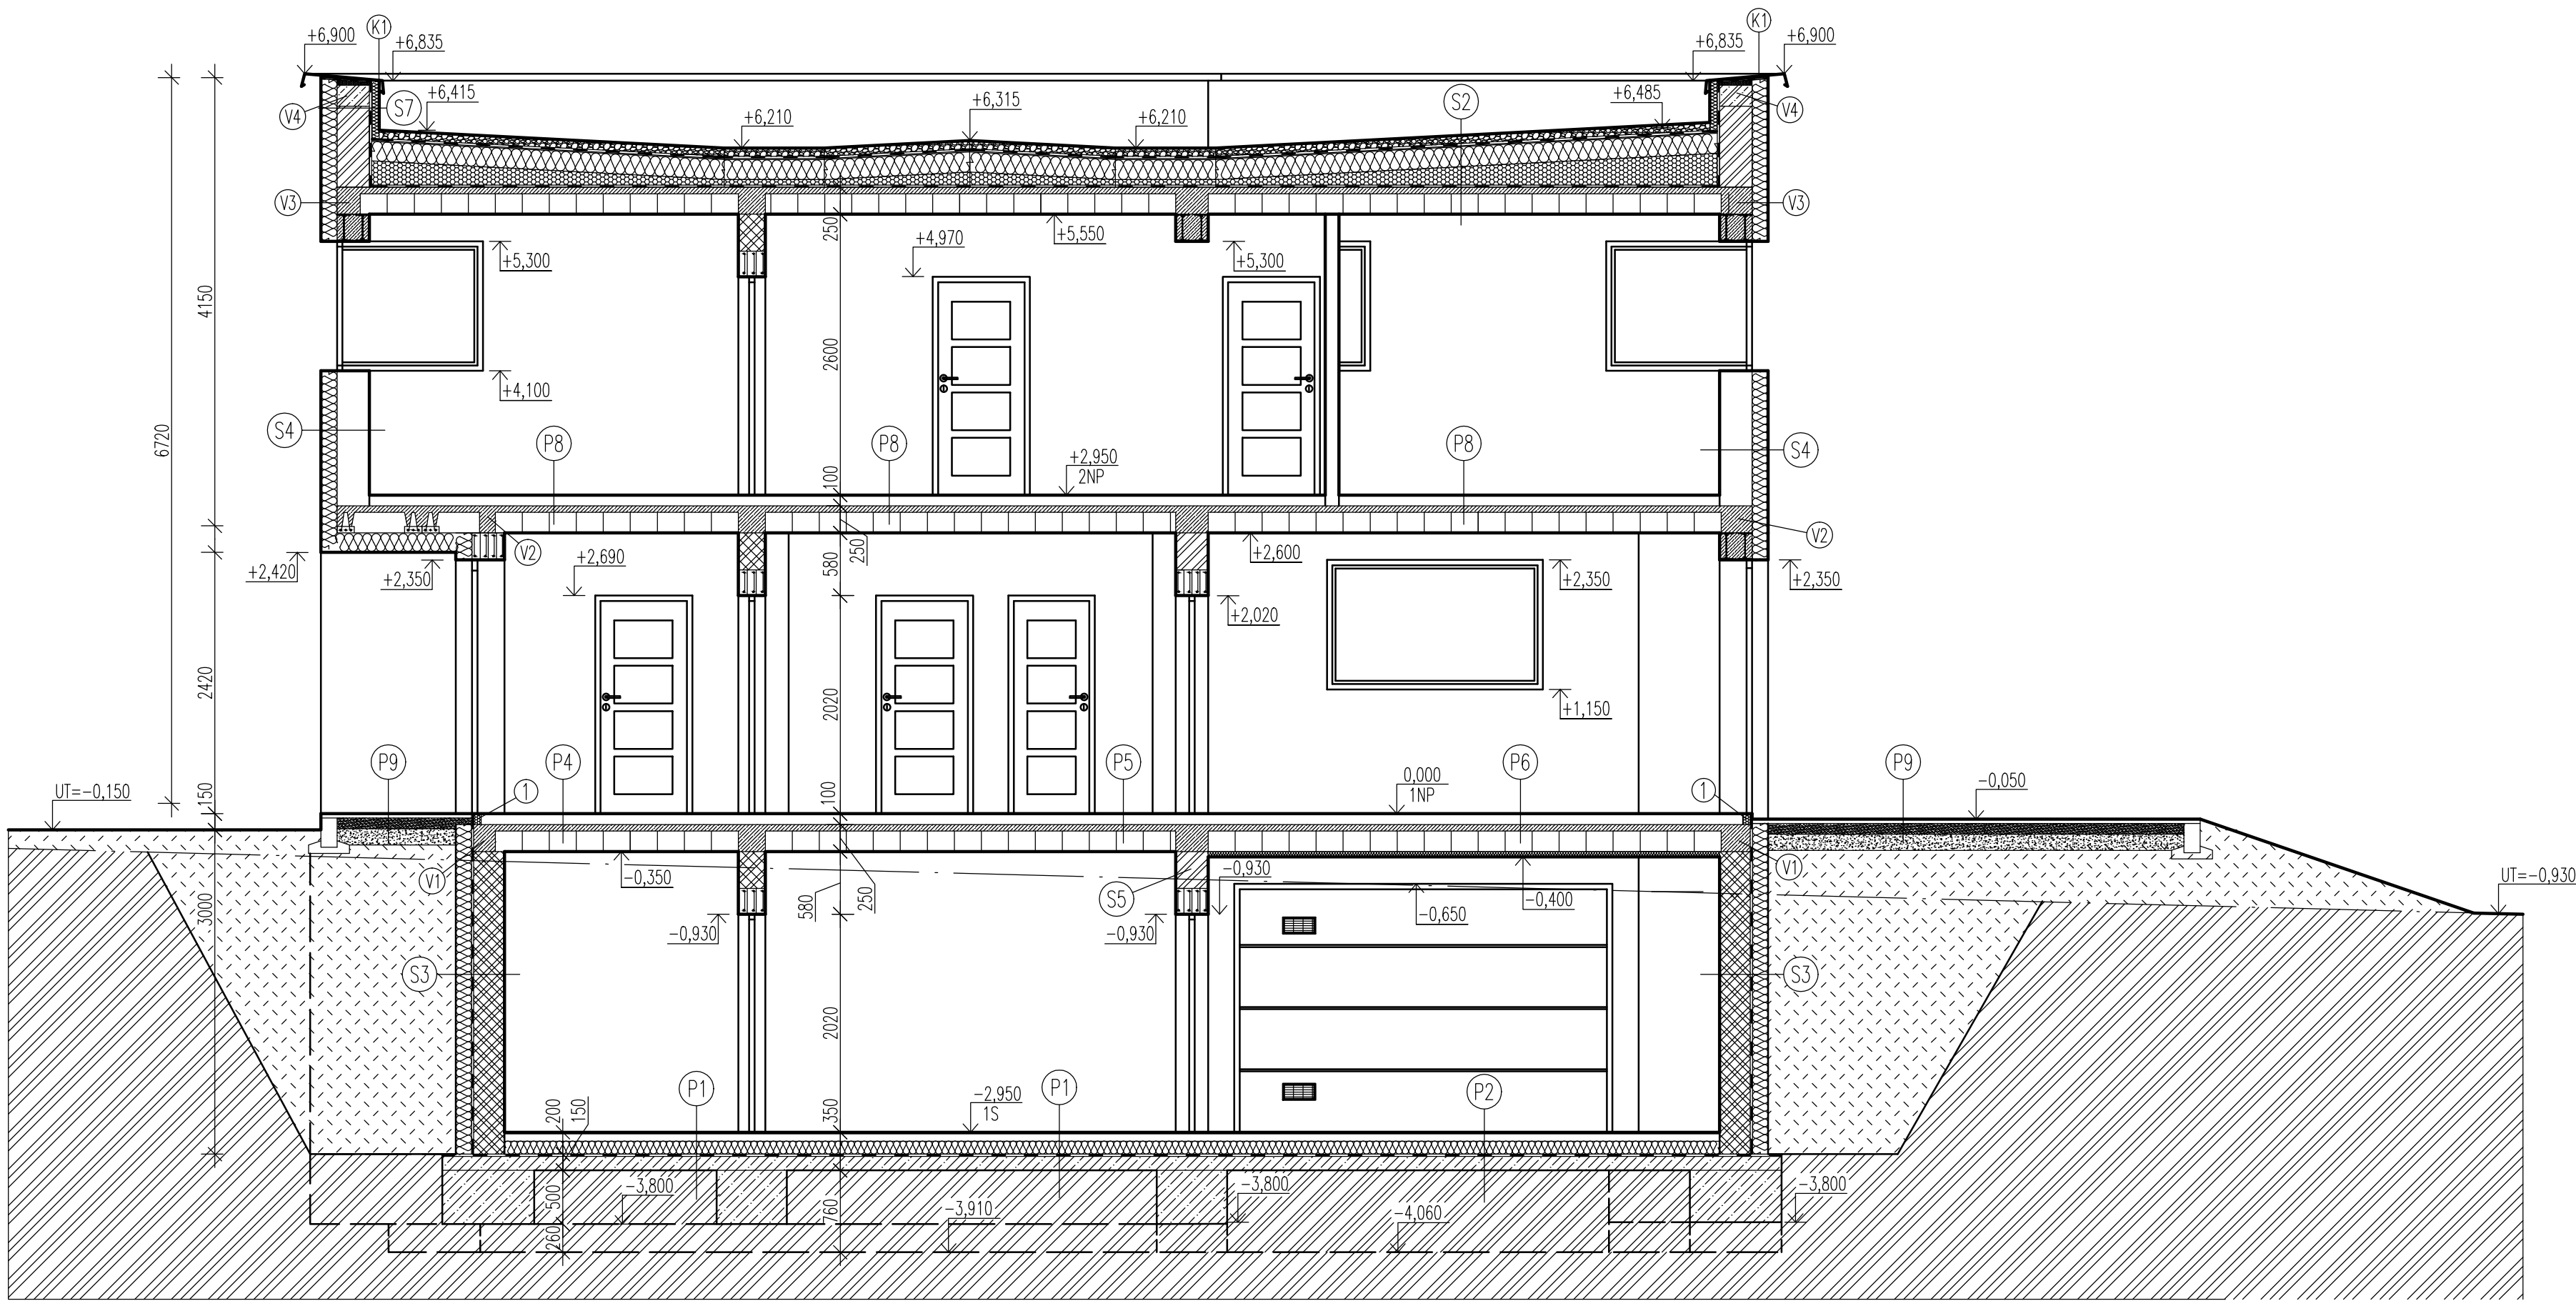 K1
K1
+6,900
+6,835
+6,835
+6,900
+6,415
+6,210
+6,315
+6,210
+6,485
V4
S7
S2
V4
V3
V3
250
+4,970
+5,550
+5,300
+5,300
4150
2600
+4,100
6720
S4
P8
P8
P8
S4
+2,950
2NP
100
V2
V2
250
+2,420
+2,350
+2,690
580
+2,600
+2,350
+2,350
+2,020
2420
2020
+1,150
UT=-0,150
P9
150
1
P4
100
P5
0,000
1NP
P6
1
P9
-0,050
V1
-0,350
250
580
S5
-0,930
-0,650
-0,400
V1
UT=-0,930
3000
-0,930
-0,930
S3
S3
2020
200
150
P1
350
-2,950
1S
P1
P2
500
-3,800
760
-3,910
-3,800
-4,060
-3,800
260